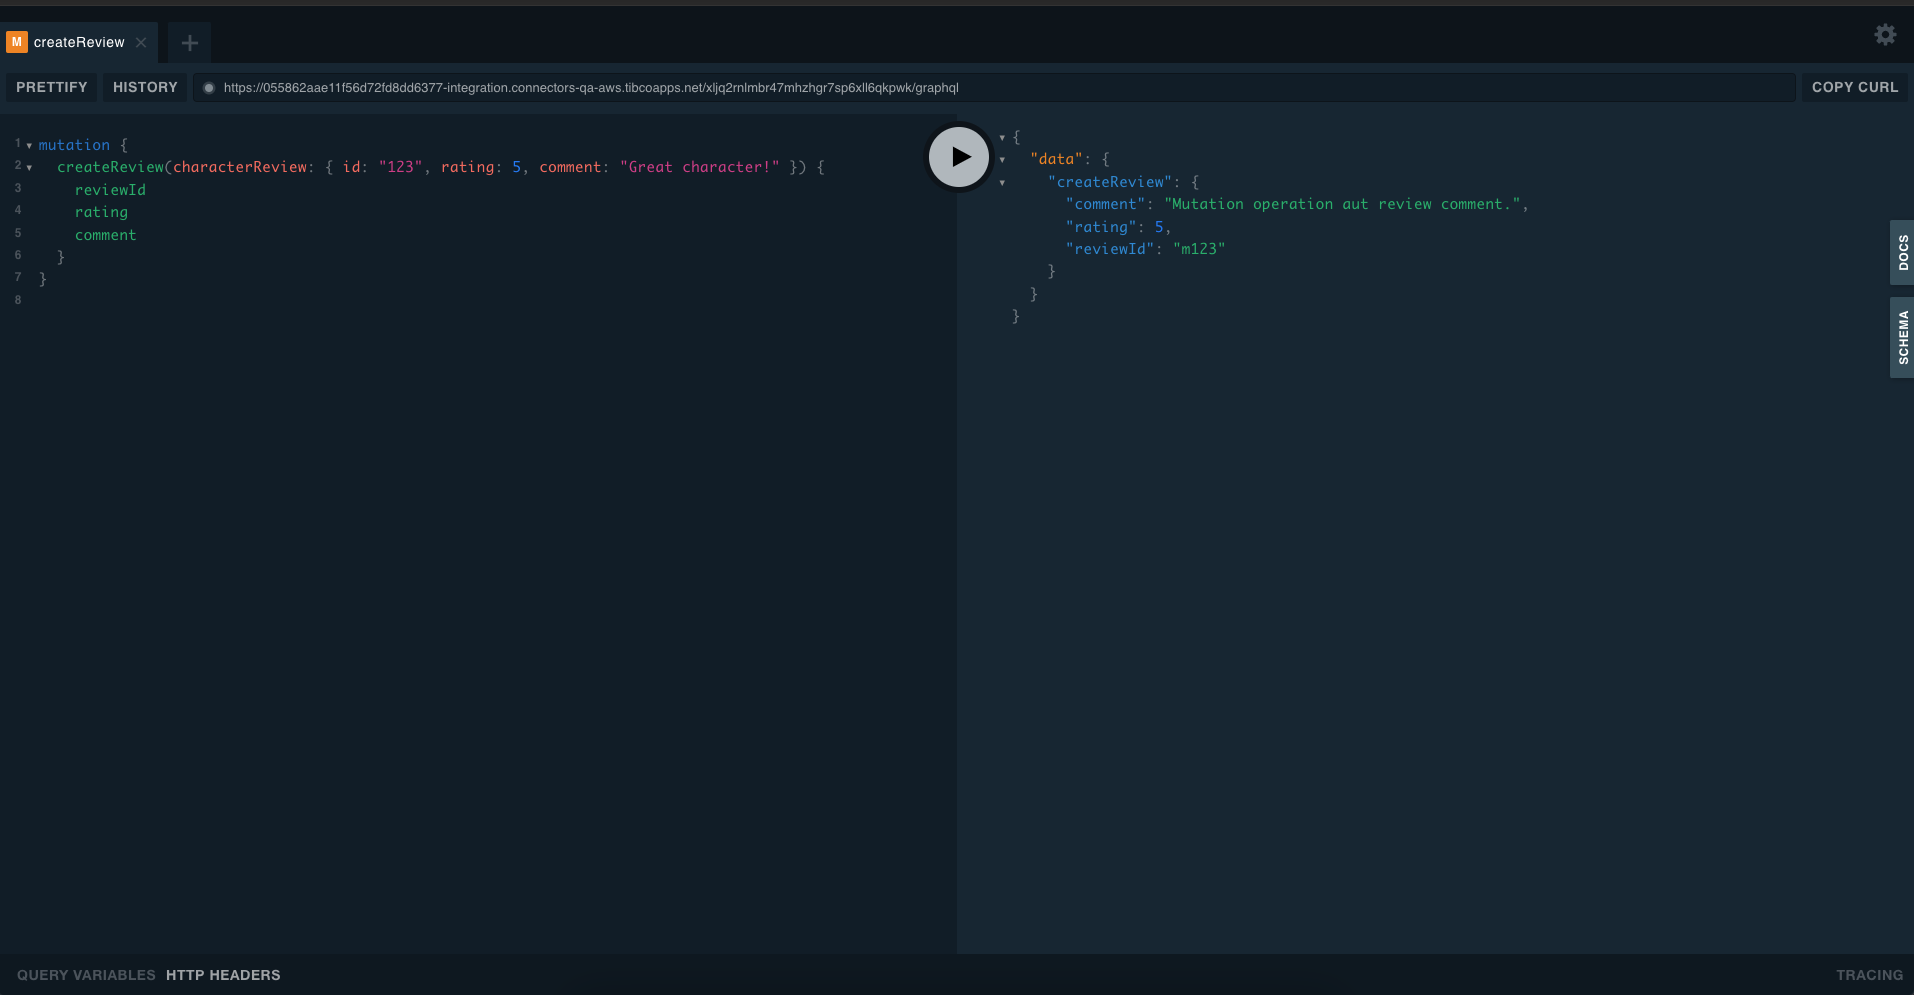 M createReview
PRETTIFY HISTORY https://055862aae11f56d72fd8dd6377-integration.connectors-qa-aws.tibcoapps.net/xljq2rnlmbr47mhzhgr7sp6xll6qkpwk/graphql COPY CURL
1 mutation {
2 createReview(characterReview: { id: "123", rating: 5, comment: "Great character!" }) {
3 reviewId
4 rating
5 comment
6 }
7 }
8
{
"data": {
"createReview": {
"comment": "Mutation operation aut review comment.",
"rating": 5,
"reviewId": "m123"
}
}
}
DOCS
SCHEMA
QUERY VARIABLES HTTP HEADERS TRACING